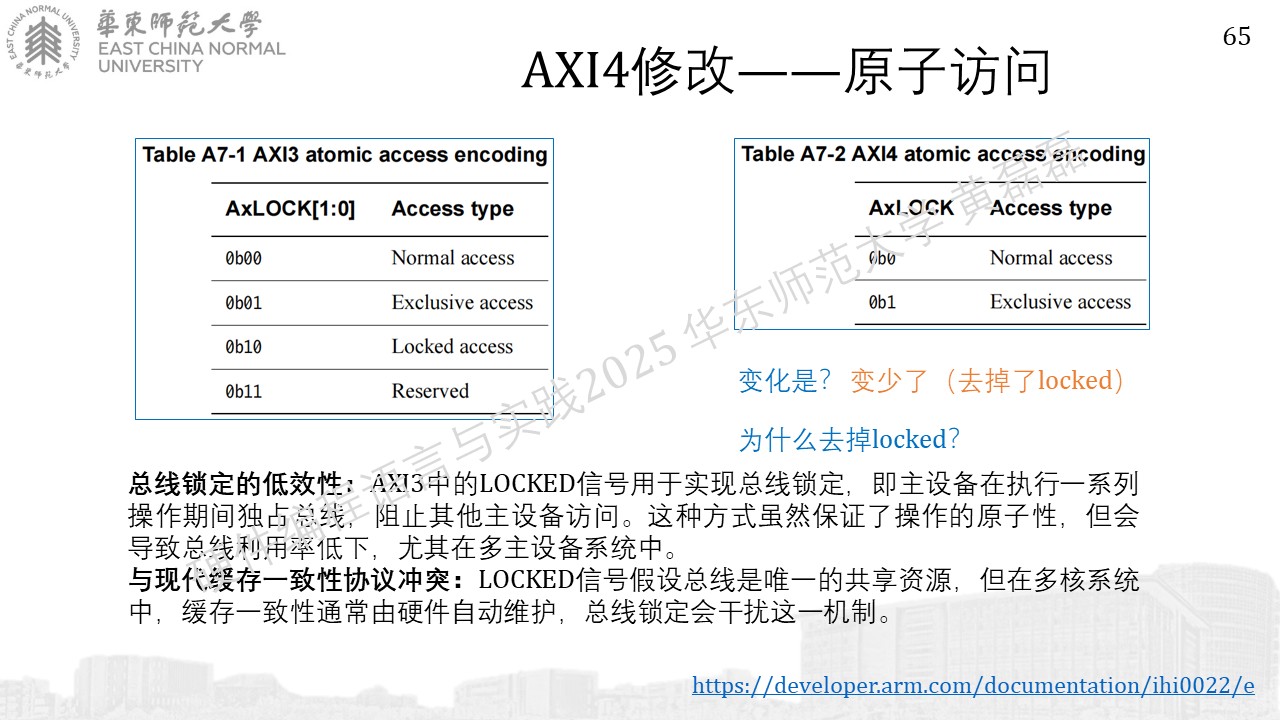 華東師範大學
EAST CHINA NORMAL
UNIVERSITY
65
AXI4修改——原子访问
Table A7-1 AXI3 atomic access encoding
AxLOCK[1:0] Access type
0b00 Normal access
0b01 Exclusive access
0b10 Locked access
0b11 Reserved
Table A7-2 AXI4 atomic access encoding
AxLOCK Access type
0b0 Normal access
0b1 Exclusive access
变化是？ 变少了（去掉了locked）
为什么去掉locked？
总线锁定的低效性：AXI3中的LOCKED信号用于实现总线锁定，即主设备在执行一系列
操作期间独占总线，阻止其他主设备访问。这种方式虽然保证了操作的原子性，但会
导致总线利用率低下，尤其在多主设备系统中。
与现代缓存一致性协议冲突：LOCKED信号假设总线是唯一的共享资源，但在多核系统
中，缓存一致性通常由硬件自动维护，总线锁定会干扰这一机制。
https://developer.arm.com/documentation/ihi0022/e
硬件编程语言与实践2025 华东师范大学 黄磊磊
EAST CHINA NORMAL UNIVERSITY
華東師範大學